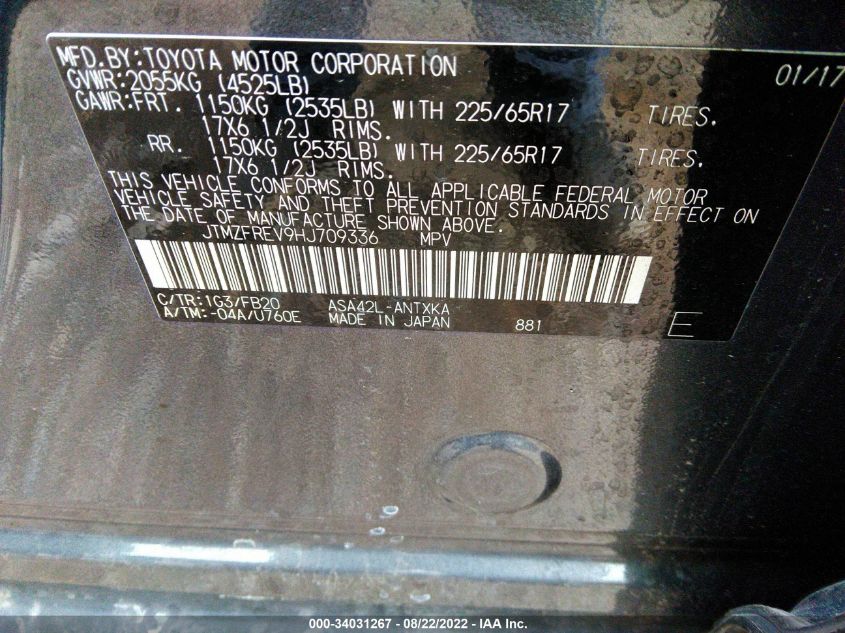 MFD.BY:TOYOTA MOTOR CORPORATION 01/17
GVWR:2055KG (4525LB)
GAWR:FRT. 1150KG (2535LB) WITH 225/65R17 TIRES.
17X6 1/2J RIMS.
RR. 1150KG (2535LB) WITH 225/65R17 TIRES.
17X6 1/2J RIMS.
THIS VEHICLE CONFORMS TO ALL APPLICABLE FEDERAL MOTOR
VEHICLE SAFETY AND THEFT PREVENTION STANDARDS IN EFFECT ON
THE DATE OF MANUFACTURE SHOWN ABOVE.
JTMZFREV9HJ709336 MPV
C/TR:1G3/FB20 ASA42L-ANTXKA
A/TM:-04A/U760E MADE IN JAPAN 881 E
000-34031267 - 08/22/2022 - IAA Inc.